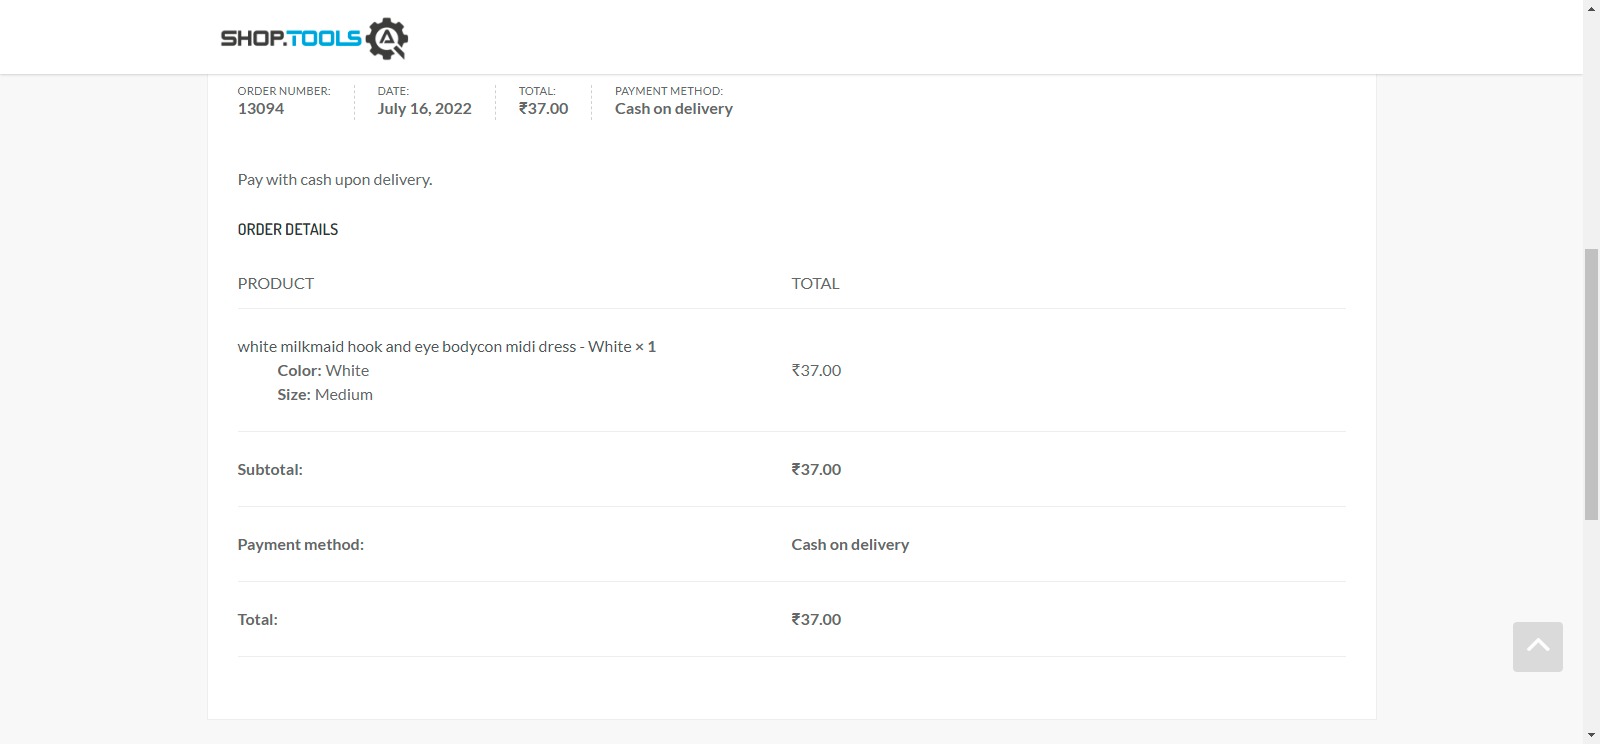 SHOP.TOOLS
ORDER NUMBER: DATE: TOTAL: PAYMENT METHOD:
13094 July 16, 2022 ₹37.00 Cash on delivery
Pay with cash upon delivery.
ORDER DETAILS
PRODUCT TOTAL
white milkmaid hook and eye bodycon midi dress - White × 1
Color: White ₹37.00
Size: Medium
Subtotal: ₹37.00
Payment method: Cash on delivery
Total: ₹37.00